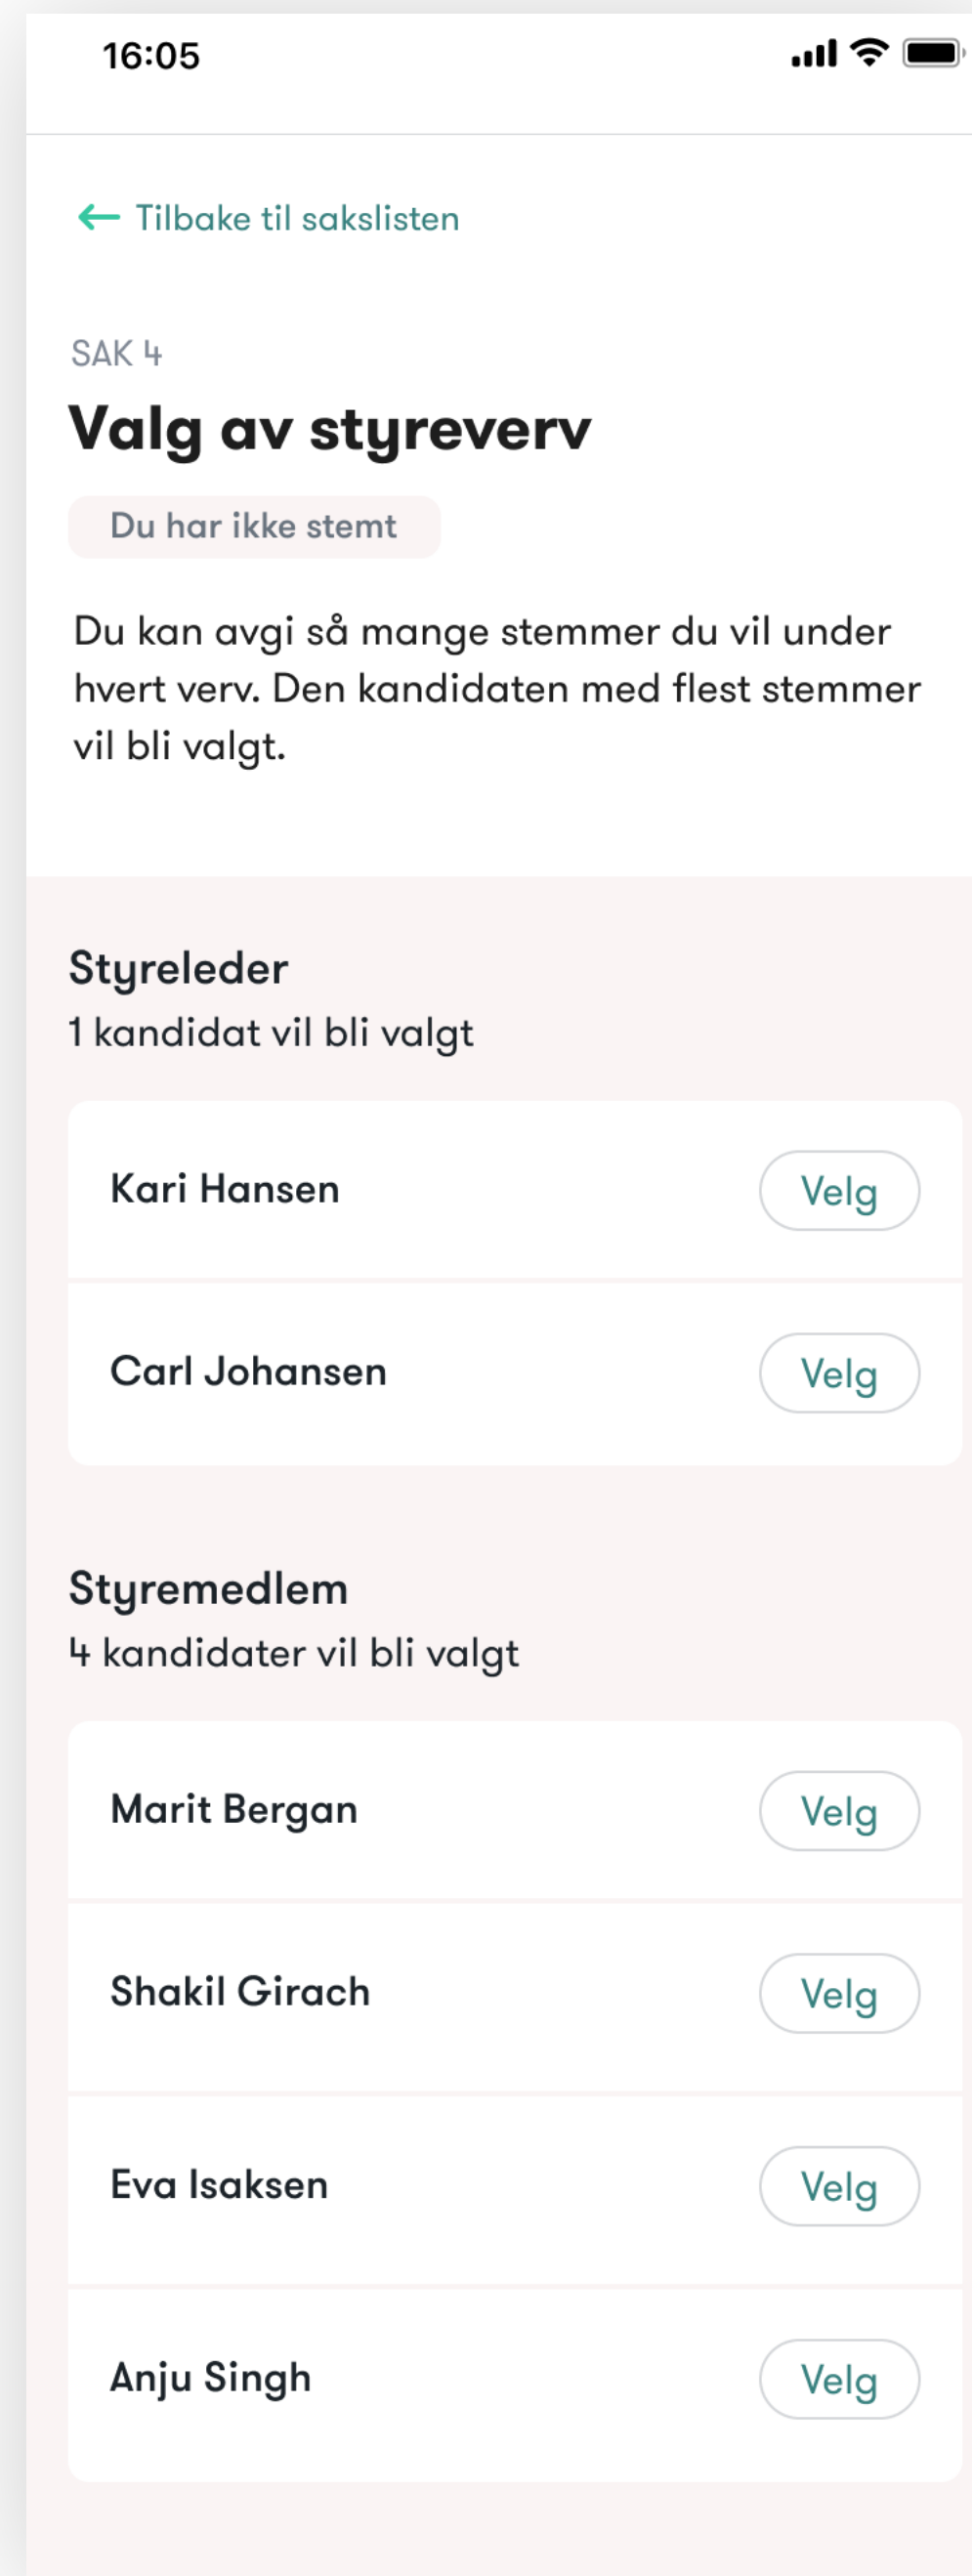 16:05
← Tilbake til sakslisten
SAK 4
Valg av styreverv
Du har ikke stemt
Du kan avgi så mange stemmer du vil under
hvert verv. Den kandidaten med flest stemmer
vil bli valgt.
Styreleder
1 kandidat vil bli valgt
Kari Hansen Velg
Carl Johansen Velg
Styremedlem
4 kandidater vil bli valgt
Marit Bergan Velg
Shakil Girach Velg
Eva Isaksen Velg
Anju Singh Velg